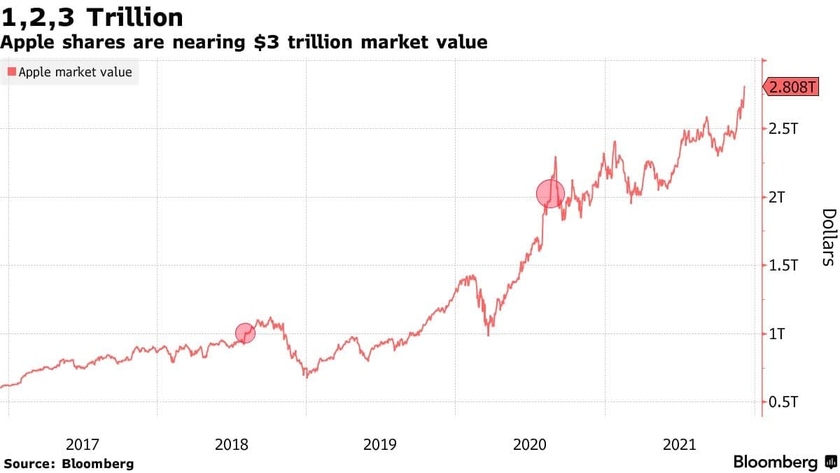 1,2,3 Trillion
Apple shares are nearing $3 trillion market value
Apple market value
2.808T
2.5T
2T
1.5T
1T
0.5T
Dollars
2017 2018 2019 2020 2021
Source: Bloomberg
Bloomberg